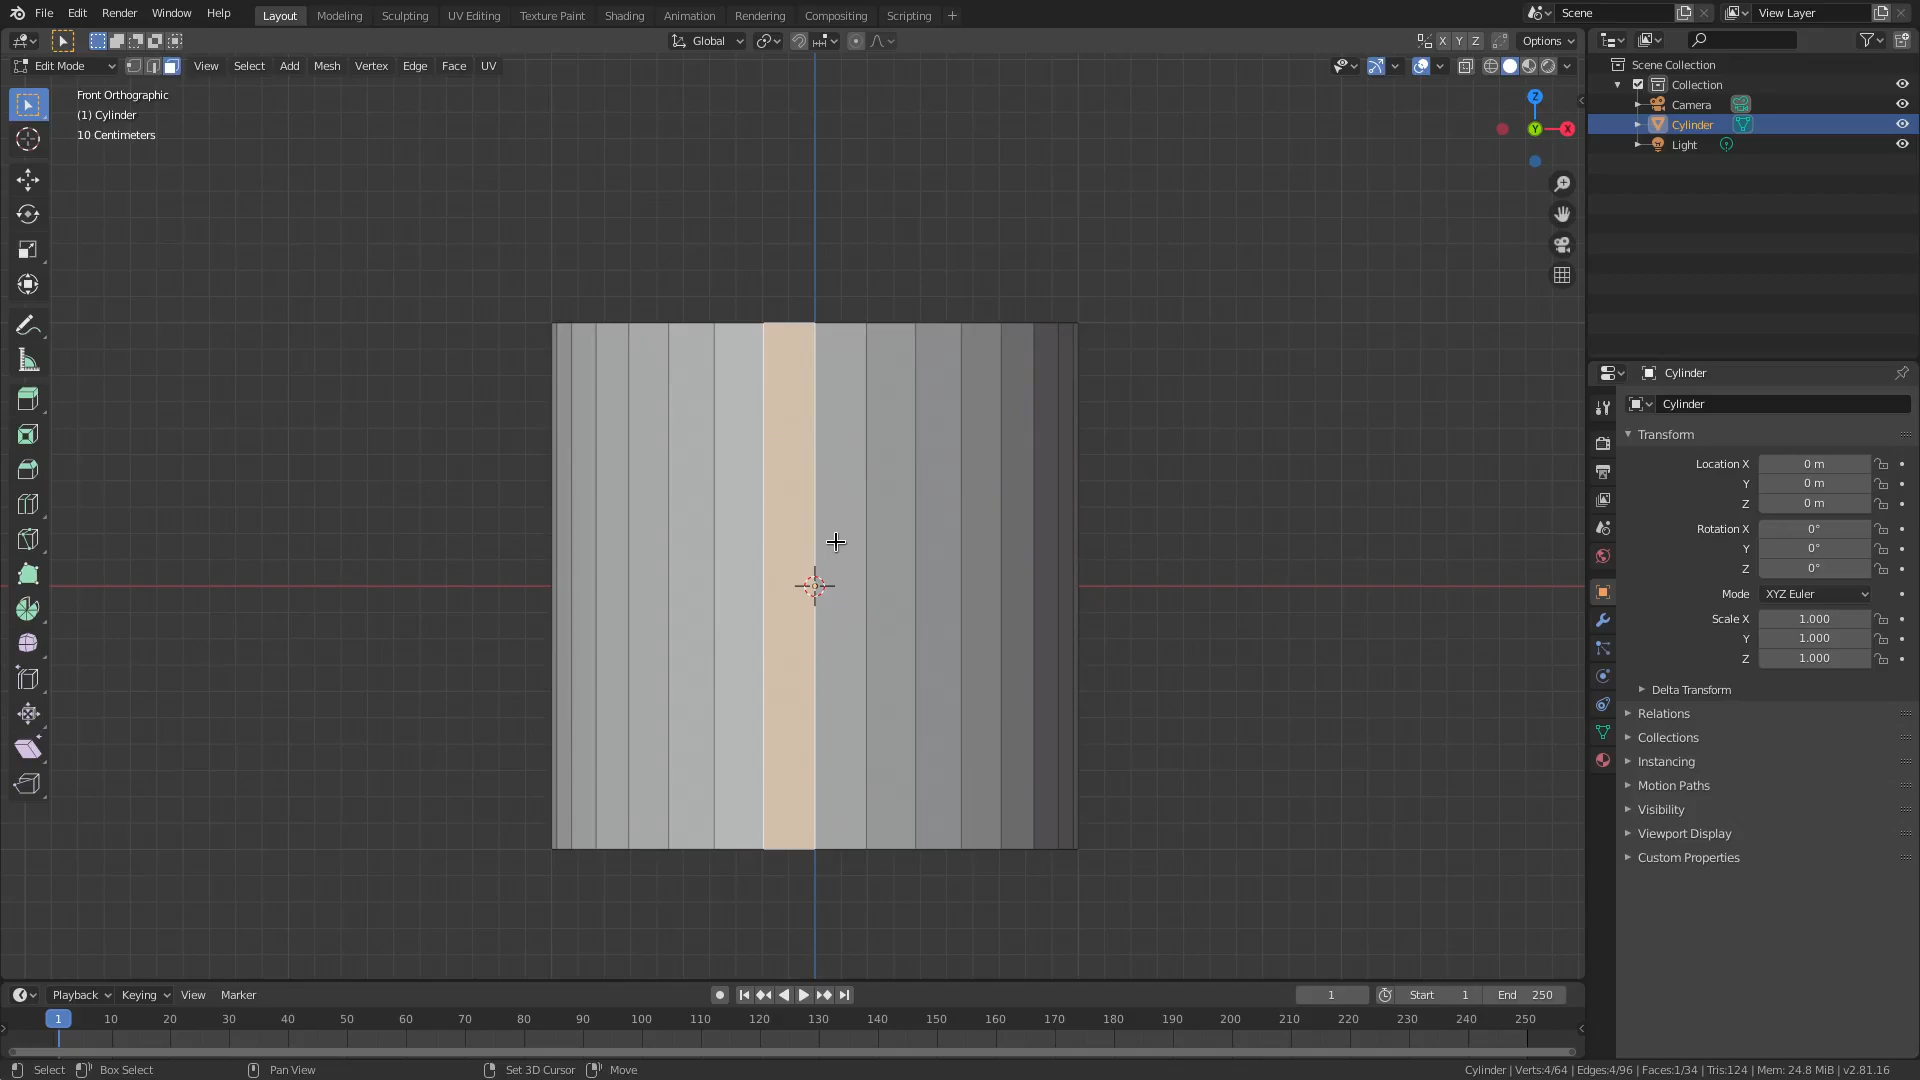 File Edit Render Window Help Layout Modeling Sculpting UV Editing Texture Paint Shading Animation Rendering Compositing Scripting + Scene View Layer
Global X Y Z Options
Edit Mode View Select Add Mesh Vertex Edge Face UV
Front Orthographic
(1) Cylinder
10 Centimeters
Z
Y
X
Scene Collection
Collection
Camera
Cylinder
Light
Cylinder
Cylinder
Transform
Location X 0 m
Y 0 m
Z 0 m
Rotation X 0°
Y 0°
Z 0°
Mode XYZ Euler
Scale X 1.000
Y 1.000
Z 1.000
Delta Transform
Relations
Collections
Instancing
Motion Paths
Visibility
Viewport Display
Custom Properties
Playback Keying View Marker 1 Start 1 End 250
1 10 20 30 40 50 60 70 80 90 100 110 120 130 140 150 160 170 180 190 200 210 220 230 240 250
Select Box Select Pan View Set 3D Cursor Move Cylinder | Verts:4/64 | Edges:4/96 | Faces:1/34 | Tris:124 | Mem: 24.8 MiB | v2.81.16